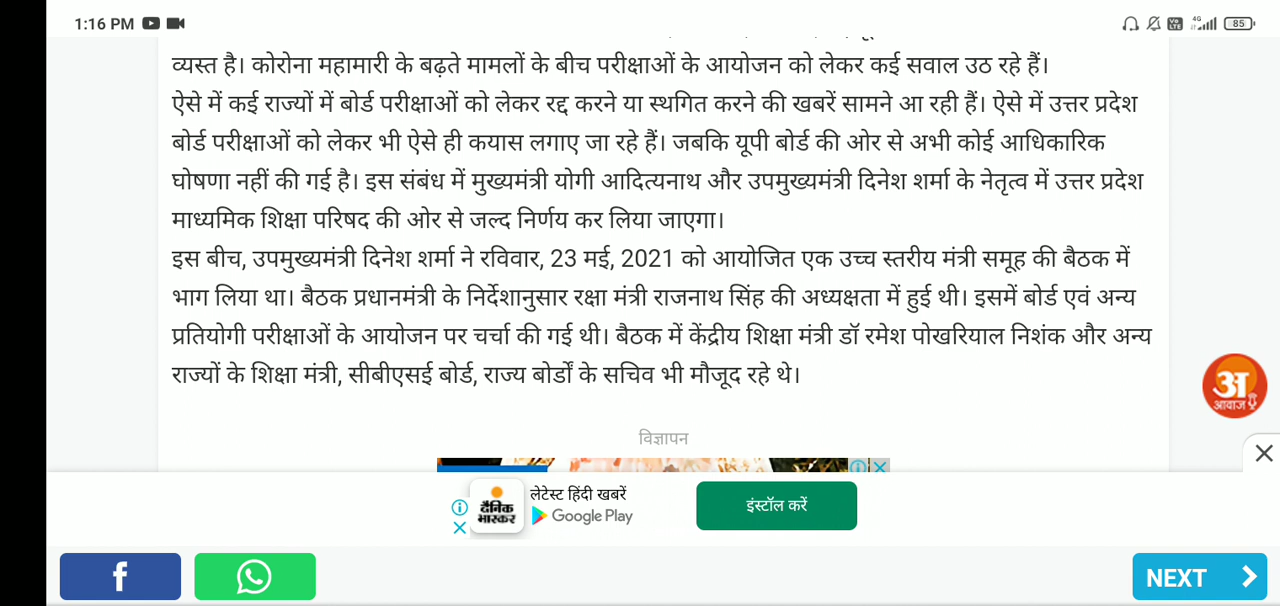 1:16 PM
4G
Vo LTE
85
व्यस्त है। कोरोना महामारी के बढ़ते मामलों के बीच परीक्षाओं के आयोजन को लेकर कई सवाल उठ रहे हैं।
ऐसे में कई राज्यों में बोर्ड परीक्षाओं को लेकर रद्द करने या स्थगित करने की खबरें सामने आ रही हैं। ऐसे में उत्तर प्रदेश
बोर्ड परीक्षाओं को लेकर भी ऐसे ही कयास लगाए जा रहे हैं। जबकि यूपी बोर्ड की ओर से अभी कोई आधिकारिक
घोषणा नहीं की गई है। इस संबंध में मुख्यमंत्री योगी आदित्यनाथ और उपमुख्यमंत्री दिनेश शर्मा के नेतृत्व में उत्तर प्रदेश
माध्यमिक शिक्षा परिषद की ओर से जल्द निर्णय कर लिया जाएगा।
इस बीच, उपमुख्यमंत्री दिनेश शर्मा ने रविवार, 23 मई, 2021 को आयोजित एक उच्च स्तरीय मंत्री समूह की बैठक में
भाग लिया था। बैठक प्रधानमंत्री के निर्देशानुसार रक्षा मंत्री राजनाथ सिंह की अध्यक्षता में हुई थी। इसमें बोर्ड एवं अन्य
प्रतियोगी परीक्षाओं के आयोजन पर चर्चा की गई थी। बैठक में केंद्रीय शिक्षा मंत्री डॉ रमेश पोखरियाल निशंक और अन्य
राज्यों के शिक्षा मंत्री, सीबीएसई बोर्ड, राज्य बोर्डों के सचिव भी मौजूद रहे थे।
अ
आवाज
विज्ञापन
दैनिक
भास्कर
लेटेस्ट हिंदी खबरें
Google Play
इंस्टॉल करें
NEXT